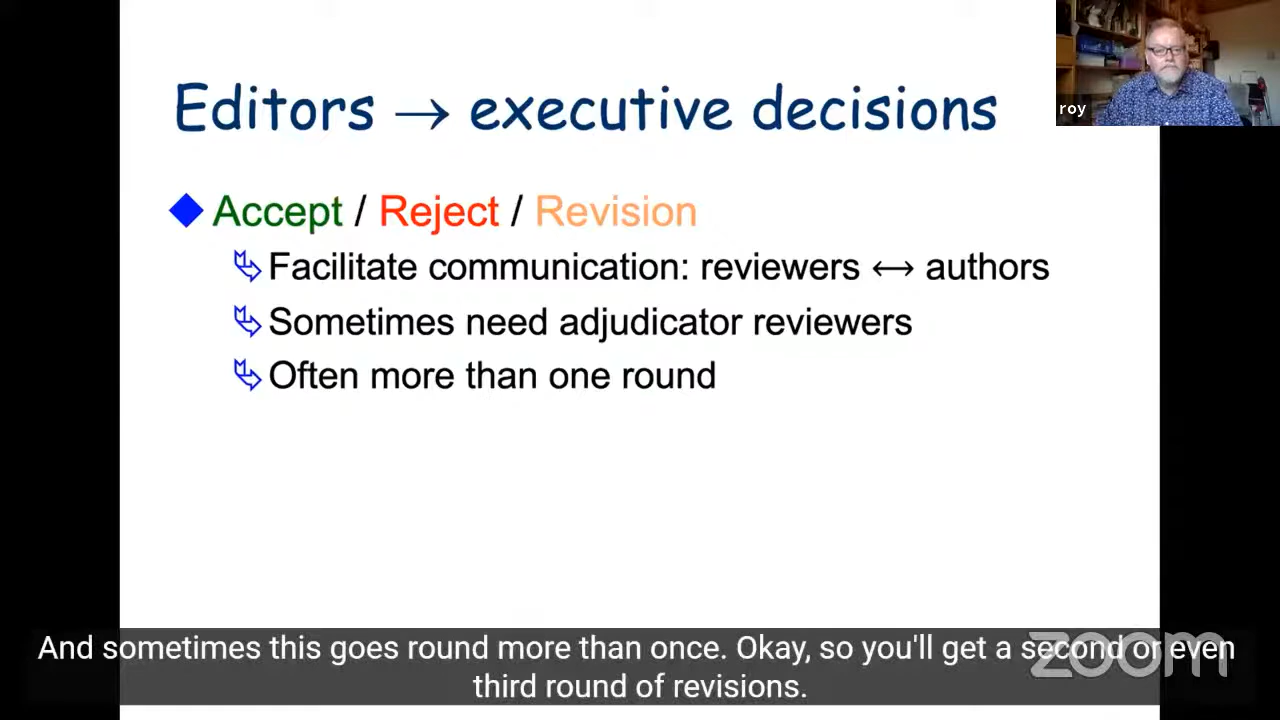 Editors → executive decisions
roy
Accept / Reject / Revision
Facilitate communication: reviewers ↔ authors
Sometimes need adjudicator reviewers
Often more than one round
And sometimes this goes round more than once. Okay, so you'll get a second or even
third round of revisions.
zoom